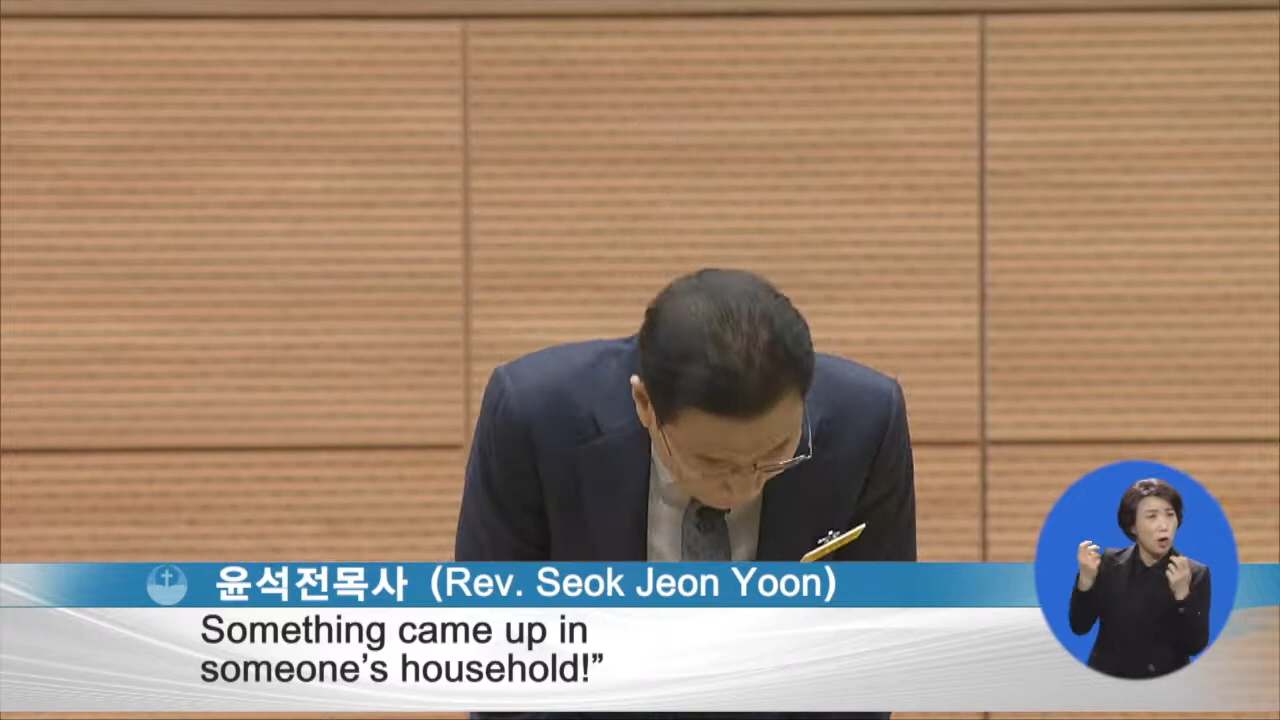 윤석전목사 (Rev. Seok Jeon Yoon)
Something came up in
someone’s household!”